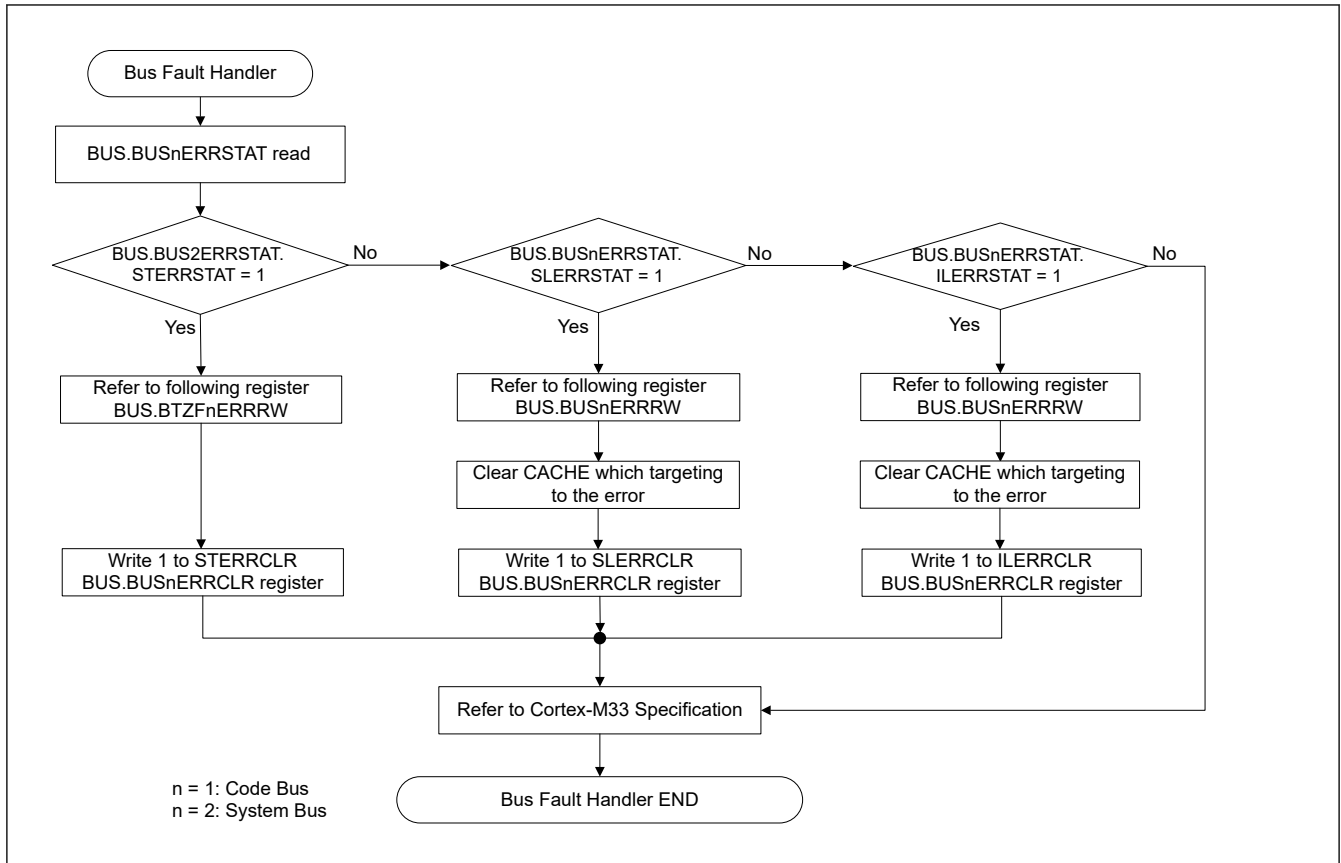 Bus Fault Handler
BUS.BUSnERRSTAT read
BUS.BUS2ERRSTAT.
STERRSTAT = 1
No
Yes
BUS.BUSnERRSTAT.
SLERRSTAT = 1
No
Yes
BUS.BUSnERRSTAT.
ILERRSTAT = 1
No
Yes
Refer to following register
BUS.BTZFnERRRW
Refer to following register
BUS.BUSnERRRW
Refer to following register
BUS.BUSnERRRW
Clear CACHE which targeting
to the error
Clear CACHE which targeting
to the error
Write 1 to STERRCLR
BUS.BUSnERRCLR register
Write 1 to SLERRCLR
BUS.BUSnERRCLR register
Write 1 to ILERRCLR
BUS.BUSnERRCLR register
Refer to Cortex-M33 Specification
n = 1: Code Bus
n = 2: System Bus
Bus Fault Handler END